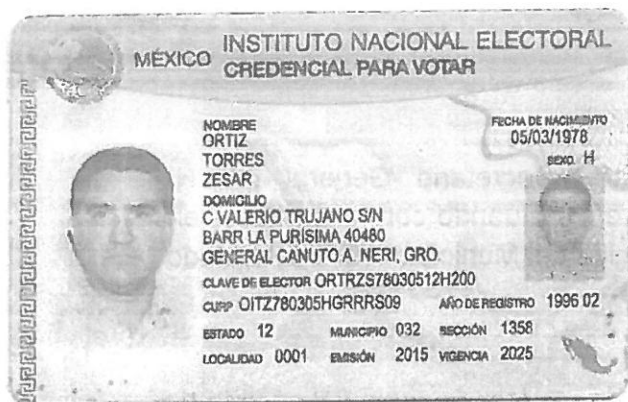 MÉXICO INSTITUTO NACIONAL ELECTORAL
CREDENCIAL PARA VOTAR
NOMBRE
ORTIZ
TORRES
ZESAR
FECHA DE NACIMIENTO
05/03/1978
SEXO H
DOMICILIO
C VALERIO TRUJANO S/N
BARR LA PURÍSIMA 40480
GENERAL CANUTO A. NERI, GRO.
CLAVE DE ELECTOR ORTRZS78030512H200
CURP OITZ780305HGRRRS09 AÑO DE REGISTRO 1996 02
ESTADO 12 MUNICIPIO 032 SECCIÓN 1358
LOCALIDAD 0001 EMISIÓN 2015 VIGENCIA 2025